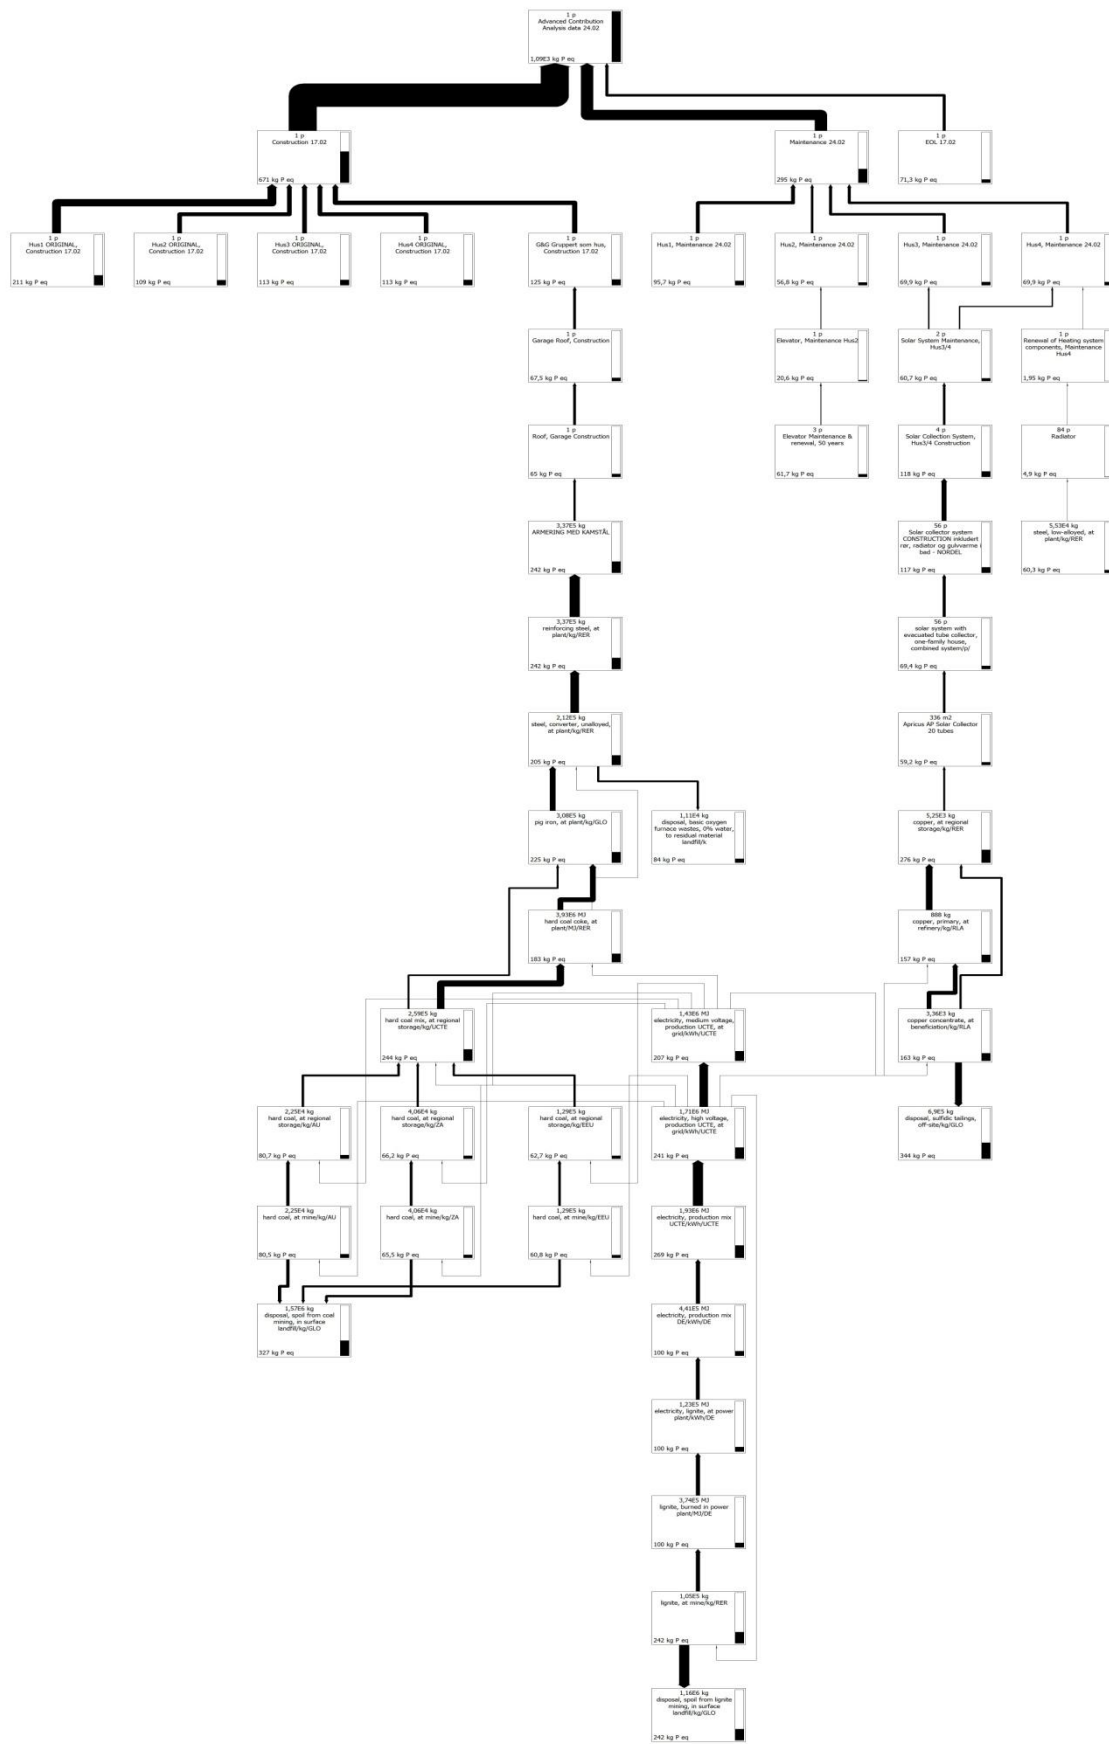 1 p
Advanced Contribution
Analysis date 24.02
1,09E3 kg P eq
1 p
Construction 17.02
671 kg P eq
1 p
Maintenance 24.02
295 kg P eq
1 p
EOL 17.02
71,3 kg P eq
1 p
Hus1 ORIGINAL,
Construction 17.02
211 kg P eq
1 p
Hus2 ORIGINAL,
Construction 17.02
109 kg P eq
1 p
Hus3 ORIGINAL,
Construction 17.02
113 kg P eq
1 p
Hus4 ORIGINAL,
Construction 17.02
113 kg P eq
1 p
G&G Gruppert som hus,
Construction 17.02
125 kg P eq
1 p
Hus1, Maintenance 24.02
95,7 kg P eq
1 p
Hus2, Maintenance 24.02
56,8 kg P eq
1 p
Hus3, Maintenance 24.02
69,9 kg P eq
1 p
Hus4, Maintenance 24.02
69,9 kg P eq
1 p
Garage Roof, Construction
67,5 kg P eq
1 p
Elevator, Maintenance Hus2
20,6 kg P eq
2 p
Solar System Maintenance,
Hus3/4
60,7 kg P eq
1 p
Renewal of Heating system
components, Maintenance
Hus4
1,95 kg P eq
1 p
Roof, Garage Construction
65 kg P eq
3 p
Elevator Maintenance &
renewal, 50 years
61,7 kg P eq
4 p
Solar Collection System,
Hus3/4 Construction
118 kg P eq
84 p
Radiator
4,9 kg P eq
3,37E5 kg
ARMERING MED KAMSTÅL
242 kg P eq
56 p
Solar collector system
CONSTRUCTION inkludert
rør, radiator og gulvvarme i
bad - NORDEL
117 kg P eq
5,53E4 kg
steel, low-alloyed, at
plant/kg/RER
60,3 kg P eq
3,37E5 kg
reinforcing steel, at
plant/kg/RER
242 kg P eq
56 p
solar system with
evacuated tube collector,
one-family house,
combined system/p/
69,4 kg P eq
2,12E5 kg
steel, converter, unalloyed,
at plant/kg/RER
205 kg P eq
336 m2
Apricus AP Solar Collector
20 tubes
59,2 kg P eq
3,08E5 kg
pig iron, at plant/kg/GLO
225 kg P eq
1,11E4 kg
disposal, basic oxygen
furnace wastes, 0% water,
to residual material
landfill/k
84 kg P eq
5,25E3 kg
copper, at regional
storage/kg/RER
276 kg P eq
3,93E6 MJ
hard coal coke, at
plant/MJ/RER
183 kg P eq
888 kg
copper, primary, at
refinery/kg/RLA
157 kg P eq
2,59E5 kg
hard coal mix, at regional
storage/kg/UCTE
244 kg P eq
1,43E6 MJ
electricity, medium voltage,
production UCTE, at
grid/kWh/UCTE
207 kg P eq
3,36E3 kg
copper concentrate, at
beneficiation/kg/RLA
163 kg P eq
2,25E4 kg
hard coal, at regional
storage/kg/AU
80,7 kg P eq
4,06E4 kg
hard coal, at regional
storage/kg/ZA
66,2 kg P eq
1,29E5 kg
hard coal, at regional
storage/kg/EEU
62,7 kg P eq
1,71E6 MJ
electricity, high voltage,
production UCTE, at
grid/kWh/UCTE
241 kg P eq
6,9E5 kg
disposal, sulfidic tailings,
off-site/kg/GLO
344 kg P eq
2,25E4 kg
hard coal, at mine/kg/AU
80,5 kg P eq
4,06E4 kg
hard coal, at mine/kg/ZA
65,5 kg P eq
1,29E5 kg
hard coal, at mine/kg/EEU
60,8 kg P eq
1,93E6 MJ
electricity, production mix
UCTE/kWh/UCTE
269 kg P eq
1,57E6 kg
disposal, spoil from coal
mining, in surface
landfill/kg/GLO
327 kg P eq
4,41E5 MJ
electricity, production mix
DE/kWh/DE
100 kg P eq
1,23E5 MJ
electricity, lignite, at power
plant/kWh/DE
100 kg P eq
3,74E5 MJ
lignite, burned in power
plant/MJ/DE
100 kg P eq
1,05E5 kg
lignite, at mine/kg/RER
242 kg P eq
1,16E6 kg
disposal, spoil from lignite
mining, in surface
landfill/kg/GLO
242 kg P eq